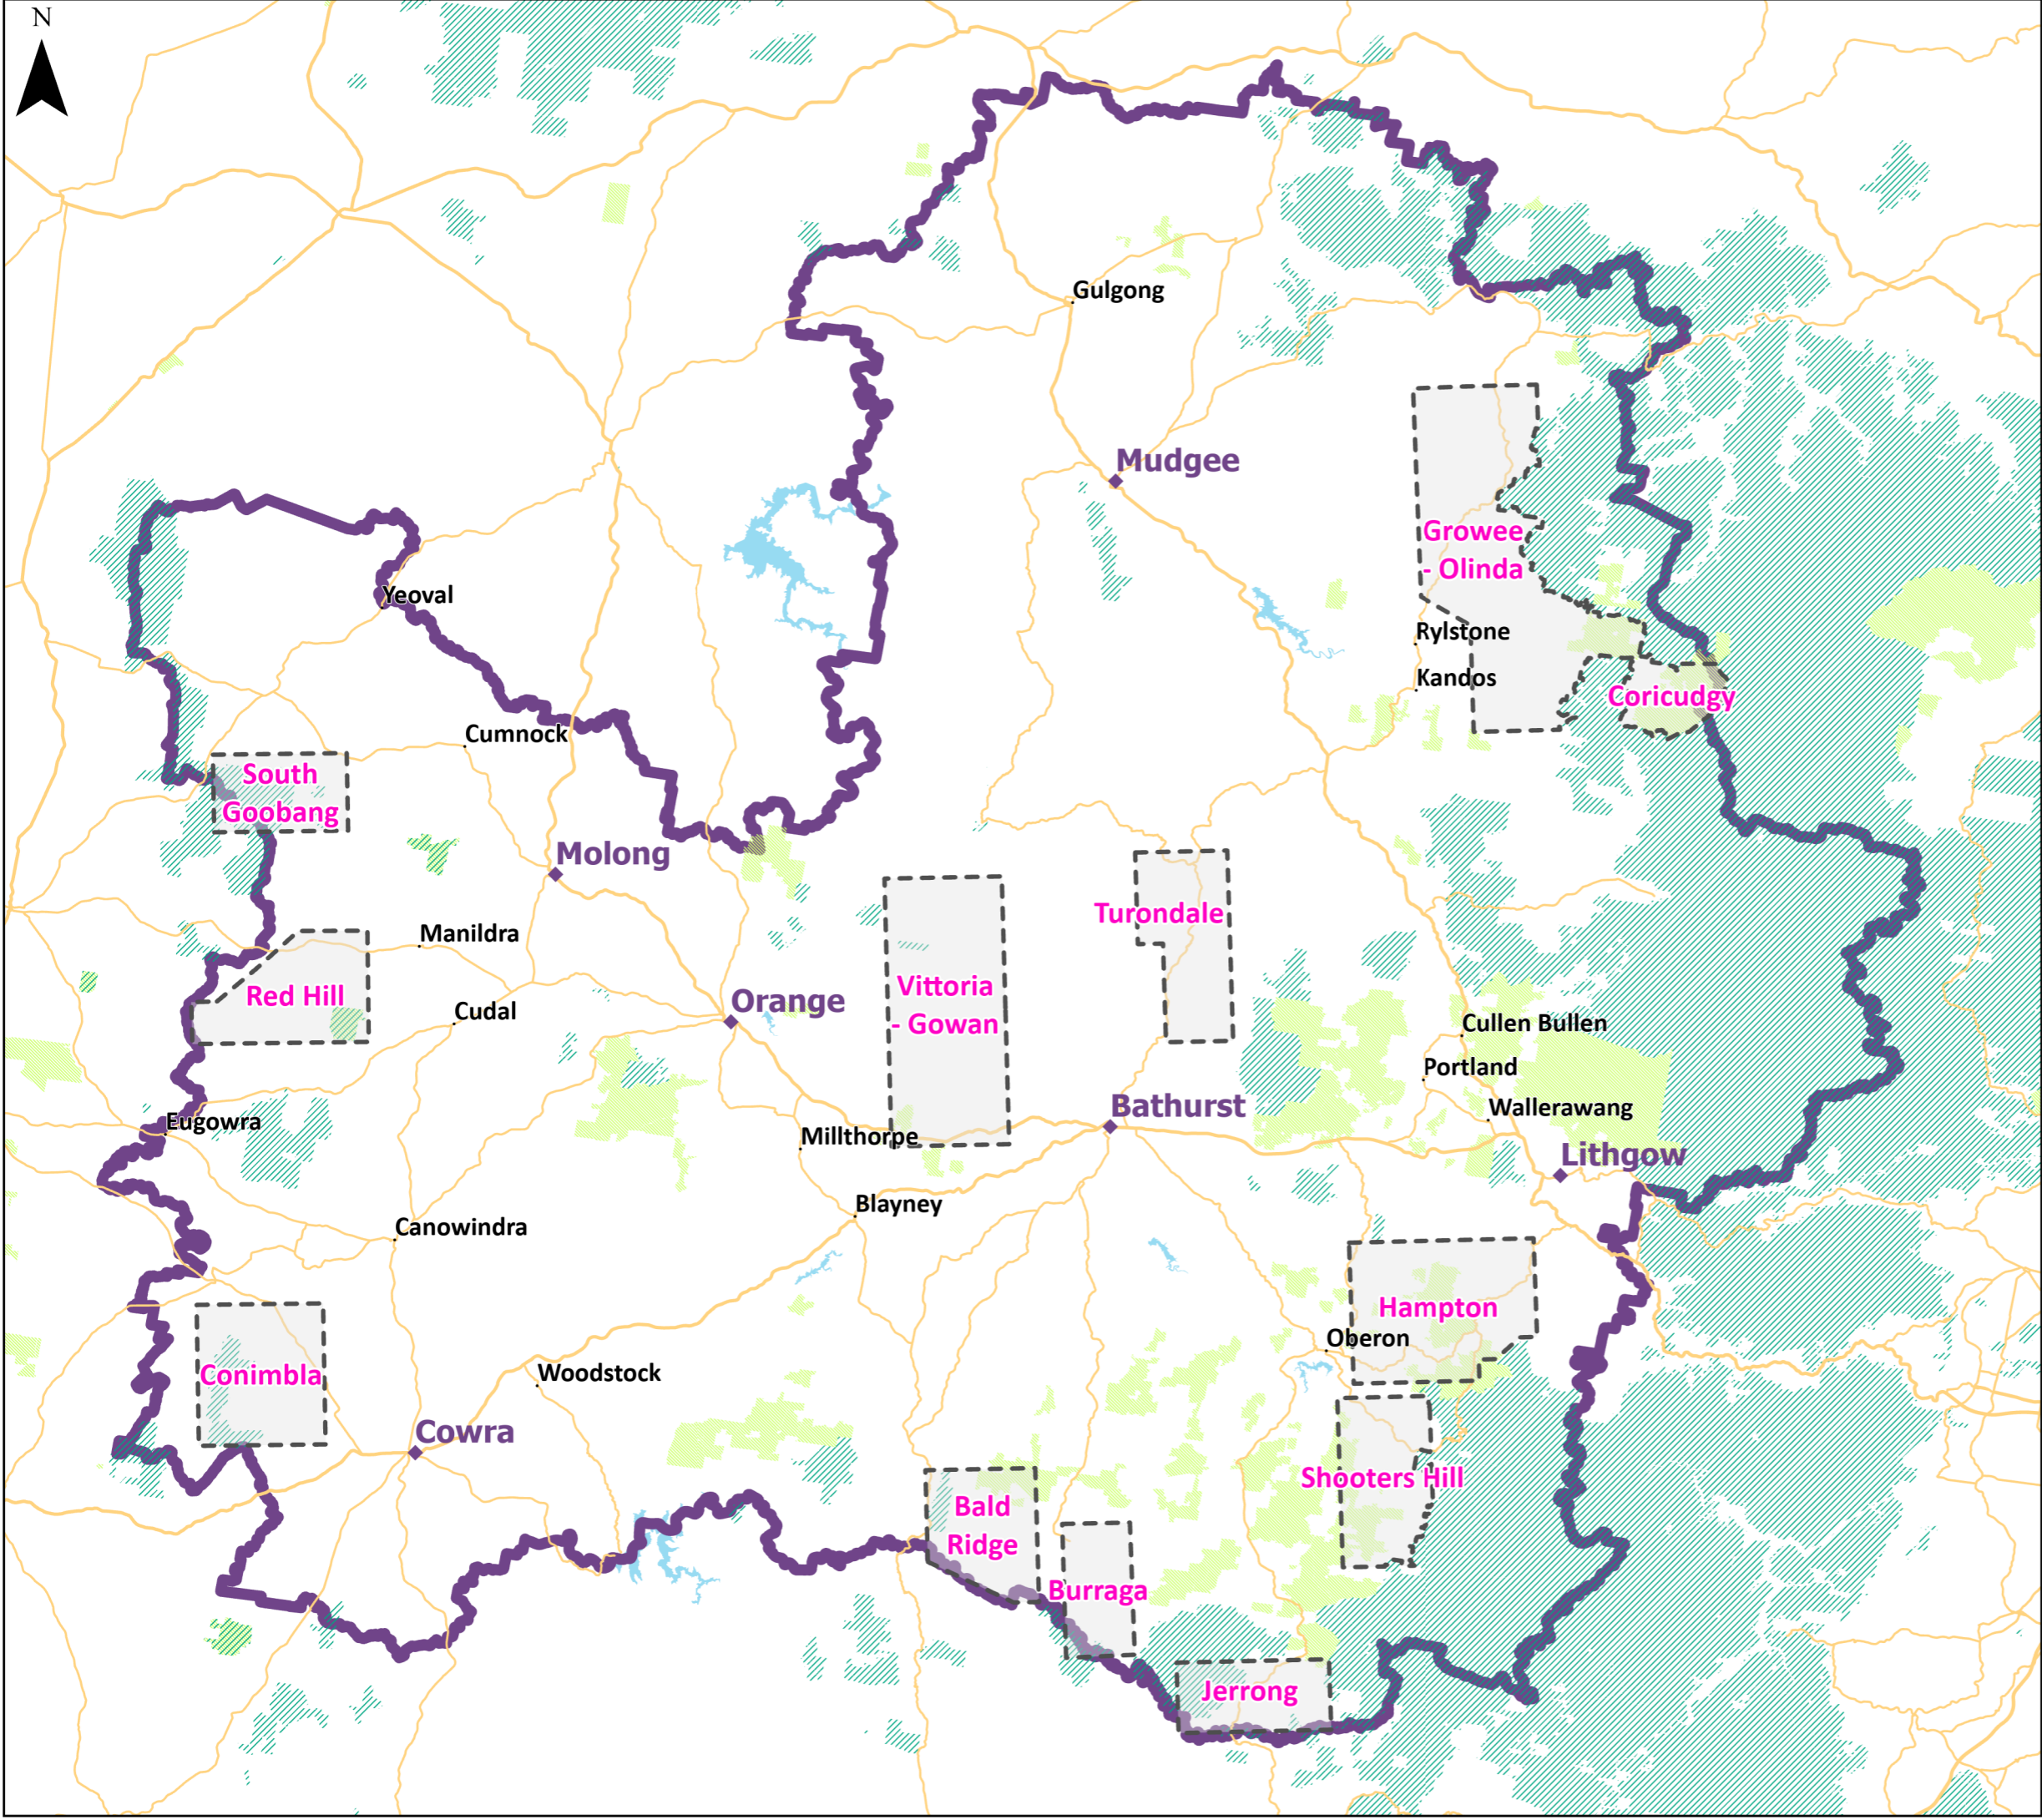 N
Gulgong
Mudgee
Growee
- Olinda
Yeoval
Rylstone
Kandos
Coricudgy
Cumnock
South
Goobang
Molong
Turondale
Manildra
Vittoria
- Gowan
Red Hill
Orange
Cudal
Cullen Bullen
Portland
Bathurst
Wallerawang
Eugowra
Millthorpe
Lithgow
Blayney
Canowindra
Hampton
Oberon
Conimbla
Woodstock
Cowra
Shooters Hill
Bald
Ridge
Burraga
Jerrong